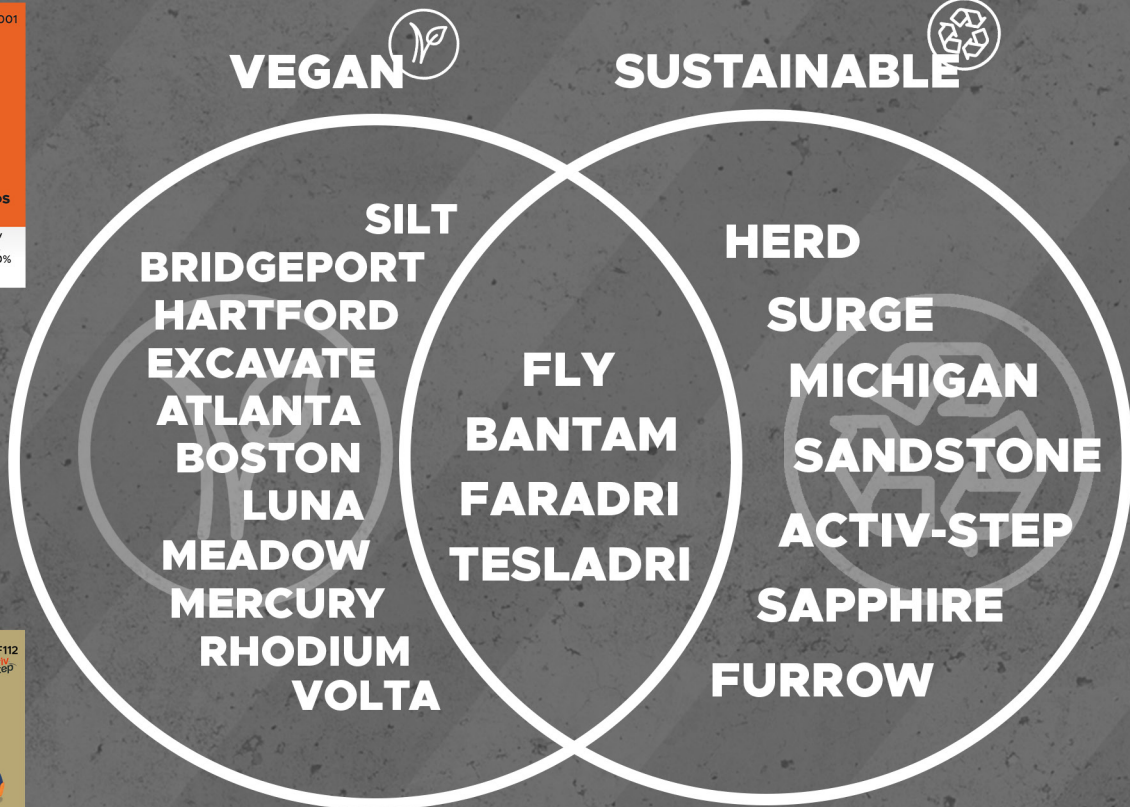 001
VEGAN
SUSTAINABLE
SILT
BRIDGEPORT
HARTFORD
EXCAVATE
ATLANTA
BOSTON
LUNA
MEADOW
MERCURY
RHODIUM
VOLTA
FLY
BANTAM
FARADRI
TESLADRI
HERD
SURGE
MICHIGAN
SANDSTONE
ACTIV-STEP
SAPPHIRE
FURROW